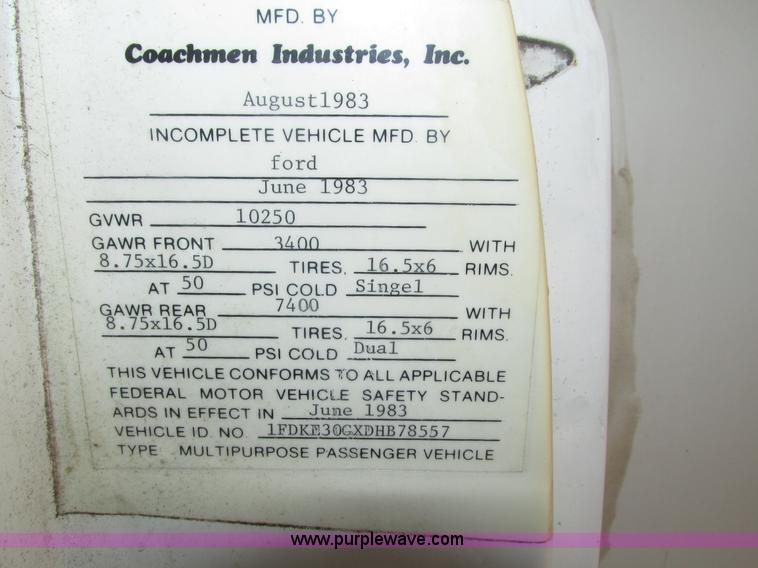 MFD. BY
Coachmen Industries, Inc.
August1983
INCOMPLETE VEHICLE MFD. BY
ford
June 1983
GVWR 10250
GAWR FRONT 3400 WITH
8.75x16.5D TIRES, 16.5x6 RIMS.
AT 50 PSI COLD Singel
GAWR REAR 7400 WITH
8.75x16.5D TIRES, 16.5x6 RIMS.
AT 50 PSI COLD Dual
THIS VEHICLE CONFORMS TO ALL APPLICABLE
FEDERAL MOTOR VEHICLE SAFETY STAND-
ARDS IN EFFECT IN June 1983
VEHICLE ID. NO. 1FDKE30GXDHB78557
TYPE MULTIPURPOSE PASSENGER VEHICLE
www.purplewave.com